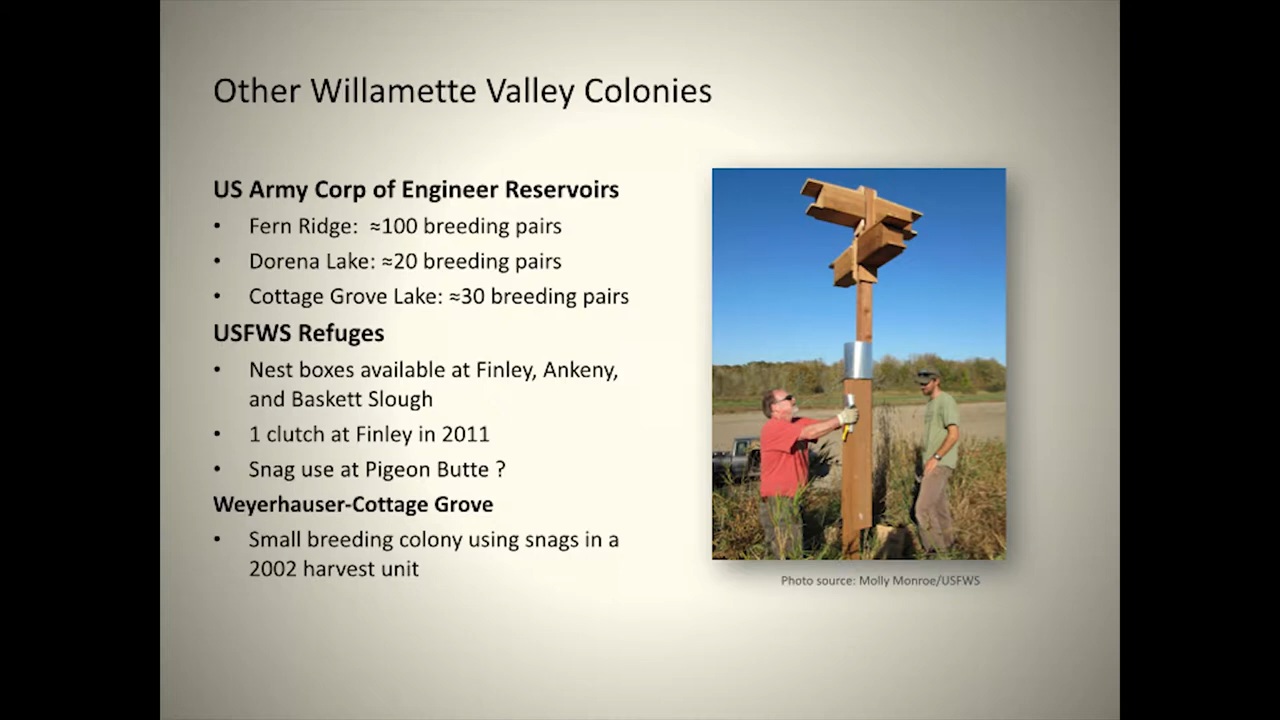 Other Willamette Valley Colonies
US Army Corp of Engineer Reservoirs
• Fern Ridge: ≈100 breeding pairs
• Dorena Lake: ≈20 breeding pairs
• Cottage Grove Lake: ≈30 breeding pairs
USFWS Refuges
• Nest boxes available at Finley, Ankeny,
and Baskett Slough
• 1 clutch at Finley in 2011
• Snag use at Pigeon Butte ?
Weyerhauser-Cottage Grove
• Small breeding colony using snags in a
2002 harvest unit
Photo source: Molly Monroe/USFWS